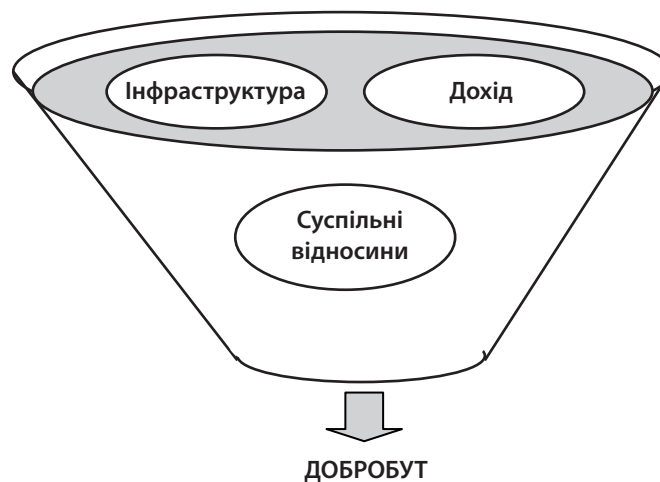 Інфраструктура
Дохід
Суспільні
відносини
ДОБРОБУТ